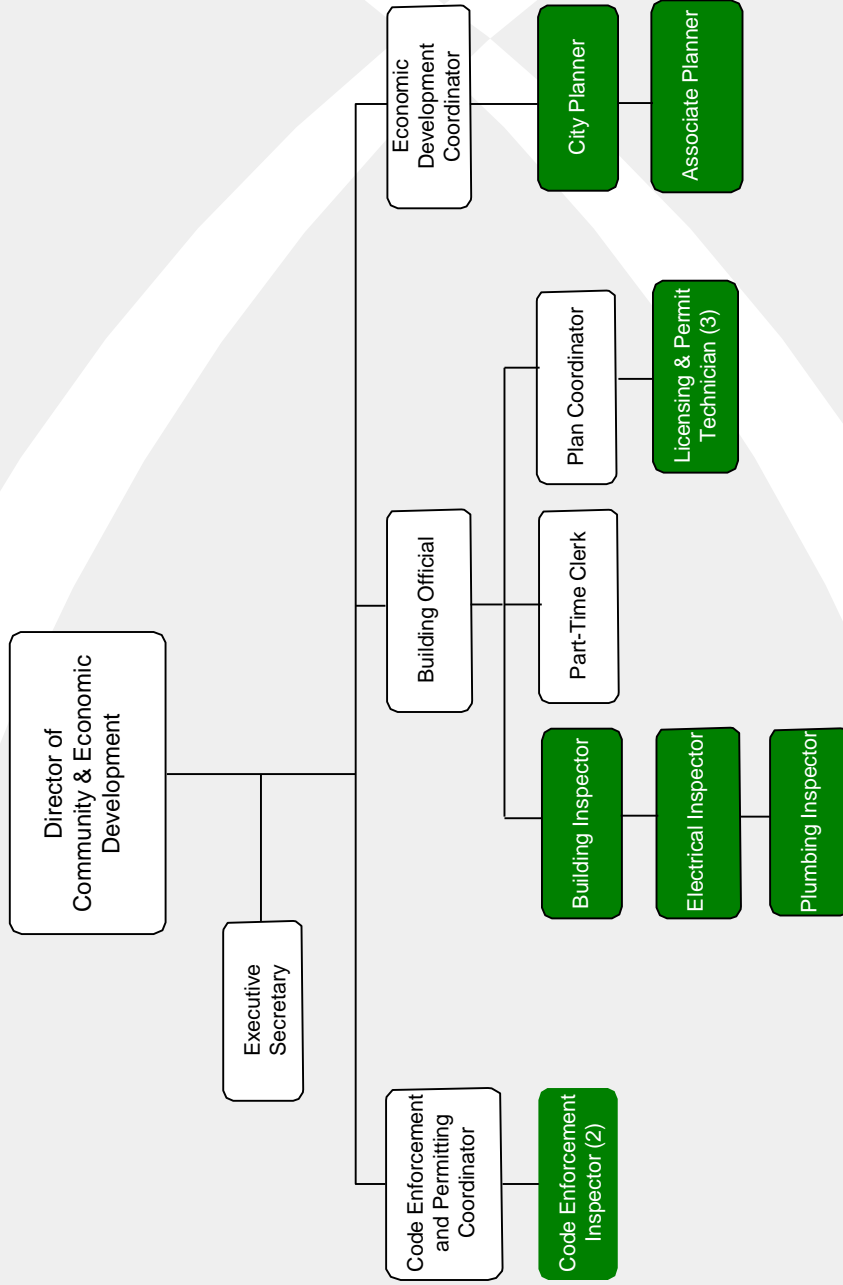 Director of
Community & Economic
Development
Executive
Secretary
Code Enforcement
and Permitting
Coordinator
Building Official
Economic
Development
Coordinator
Code Enforcement
Inspector (2)
Building Inspector
Part-Time Clerk
Plan Coordinator
City Planner
Electrical Inspector
Licensing & Permit
Technician (3)
Associate Planner
Plumbing Inspector